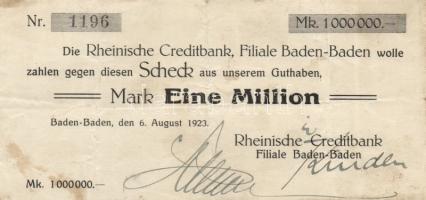 Nr. 1196 Mk. 1000000.—
Die Rheinische Creditbank, Filiale Baden-Baden wolle
zahlen gegen diesen Scheck aus unserem Guthaben,
Mark Eine Million
Baden-Baden, den 6. August 1923.
Rheinische Creditbank
Filiale Baden-Baden
Mk. 1000000.—